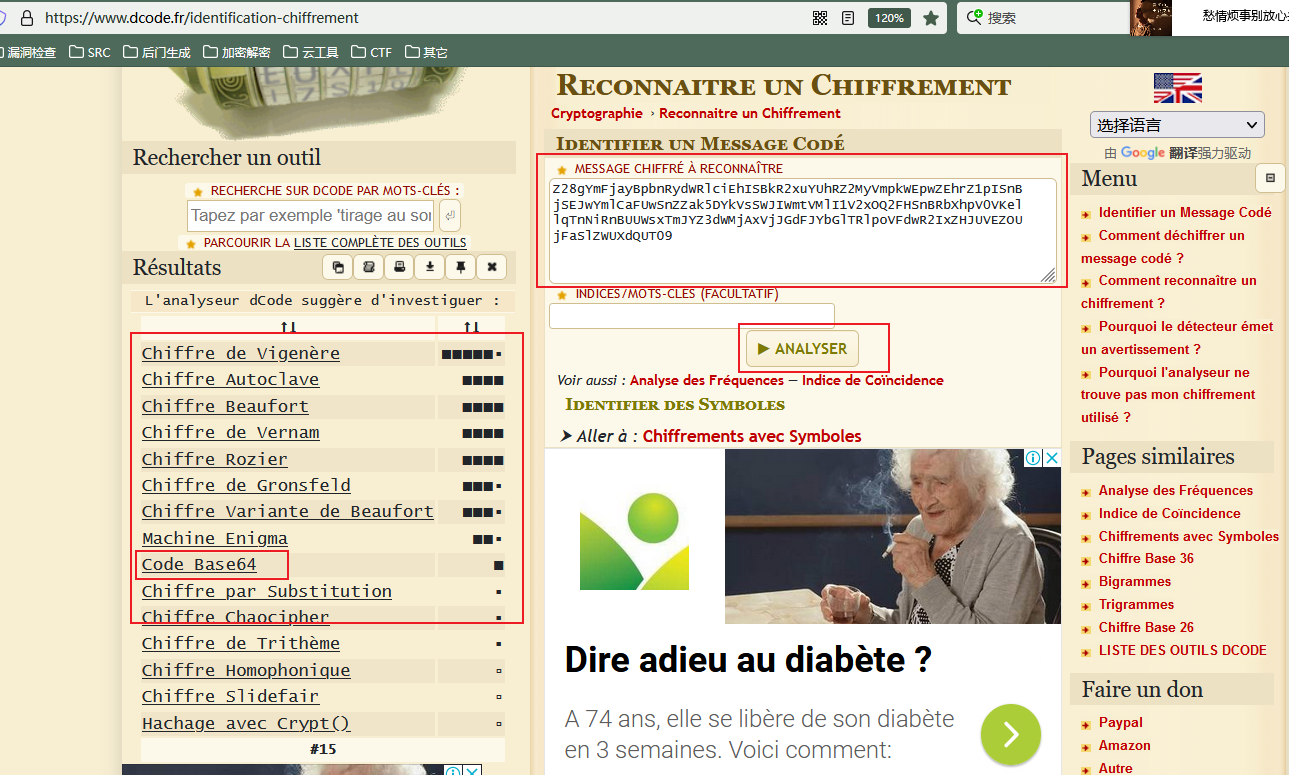 https://www.dcode.fr/identification-chiffrement
120%
搜索
愁情烦事别放心
漏洞检查
SRC
后门生成
加密解密
云工具
CTF
其它
Rechercher un outil
RECHERCHE SUR DCODE PAR MOTS-CLÉS :
Tapez par exemple 'tirage au sor
PARCOURIR LA LISTE COMPLÈTE DES OUTILS
Résultats
L'analyseur dCode suggère d'investiguer :
↑↓ ↑↓
Chiffre de Vigenère
Chiffre Autoclave
Chiffre Beaufort
Chiffre de Vernam
Chiffre Rozier
Chiffre de Gronsfeld
Chiffre Variante de Beaufort
Machine Enigma
Code Base64
Chiffre par Substitution
Chiffre Chaocipher
Chiffre de Trithème
Chiffre Homophonique
Chiffre Slidefair
Hachage avec Crypt()
#15
RECONNAITRE UN CHIFFREMENT
Cryptographie › Reconnaitre un Chiffrement
IDENTIFIER UN MESSAGE CODÉ
MESSAGE CHIFFRÉ À RECONNAÎTRE
Z28gYmFjayBpbnRydWRlciEhISBkR2xuYUhRZ2MyVmpkWEpwZEhrZ1pISnB
jSEJwYmlCaFUwSnZZak5DYkVsSWJIWmtVMlI1V2xOQ2FHSnBRbxhpV0VKel
lqTnNiRnBUUWsxTmJYZ3dWMjAxVjJGdFJYbGlTRlpoVFdwR2IxZHJUVEZOU
jFaSlZWUXdQUT09
INDICES/MOTS-CLÉS (FACULTATIF)
► ANALYSER
Voir aussi : Analyse des Fréquences — Indice de Coïncidence
IDENTIFIER DES SYMBOLES
➤ Aller à : Chiffrements avec Symboles
Dire adieu au diabète ?
A 74 ans, elle se libère de son diabète
en 3 semaines. Voici comment:
选择语言
由 Google 翻译强力驱动
Menu
Identifier un Message Codé
Comment déchiffrer un
message codé ?
Comment reconnaître un
chiffrement ?
Pourquoi le détecteur émet
un avertissement ?
Pourquoi l'analyseur ne
trouve pas mon chiffrement
utilisé ?
Pages similaires
Analyse des Fréquences
Indice de Coïncidence
Chiffrements avec Symboles
Chiffre Base 36
Bigrammes
Trigrammes
Chiffre Base 26
LISTE DES OUTILS DCODE
Faire un don
Paypal
Amazon
Autre